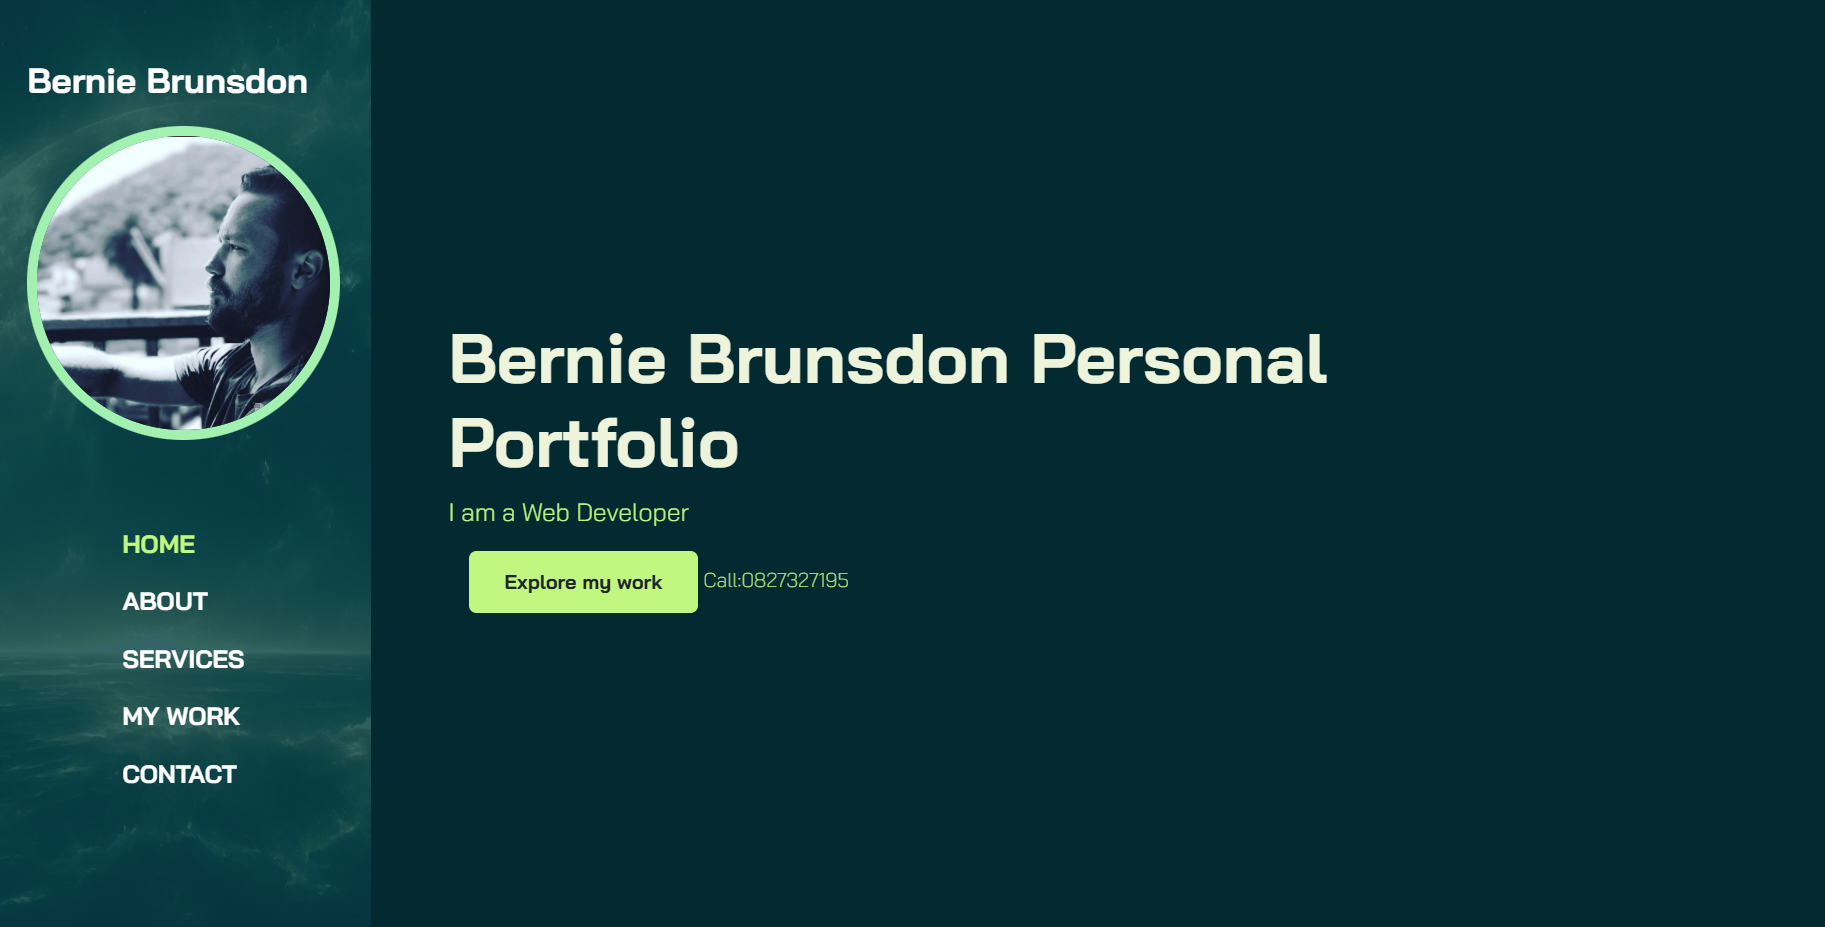 Bernie Brunsdon
HOME
ABOUT
SERVICES
MY WORK
CONTACT
Bernie Brunsdon Personal
Portfolio
I am a Web Developer
Explore my work
Call:0827327195